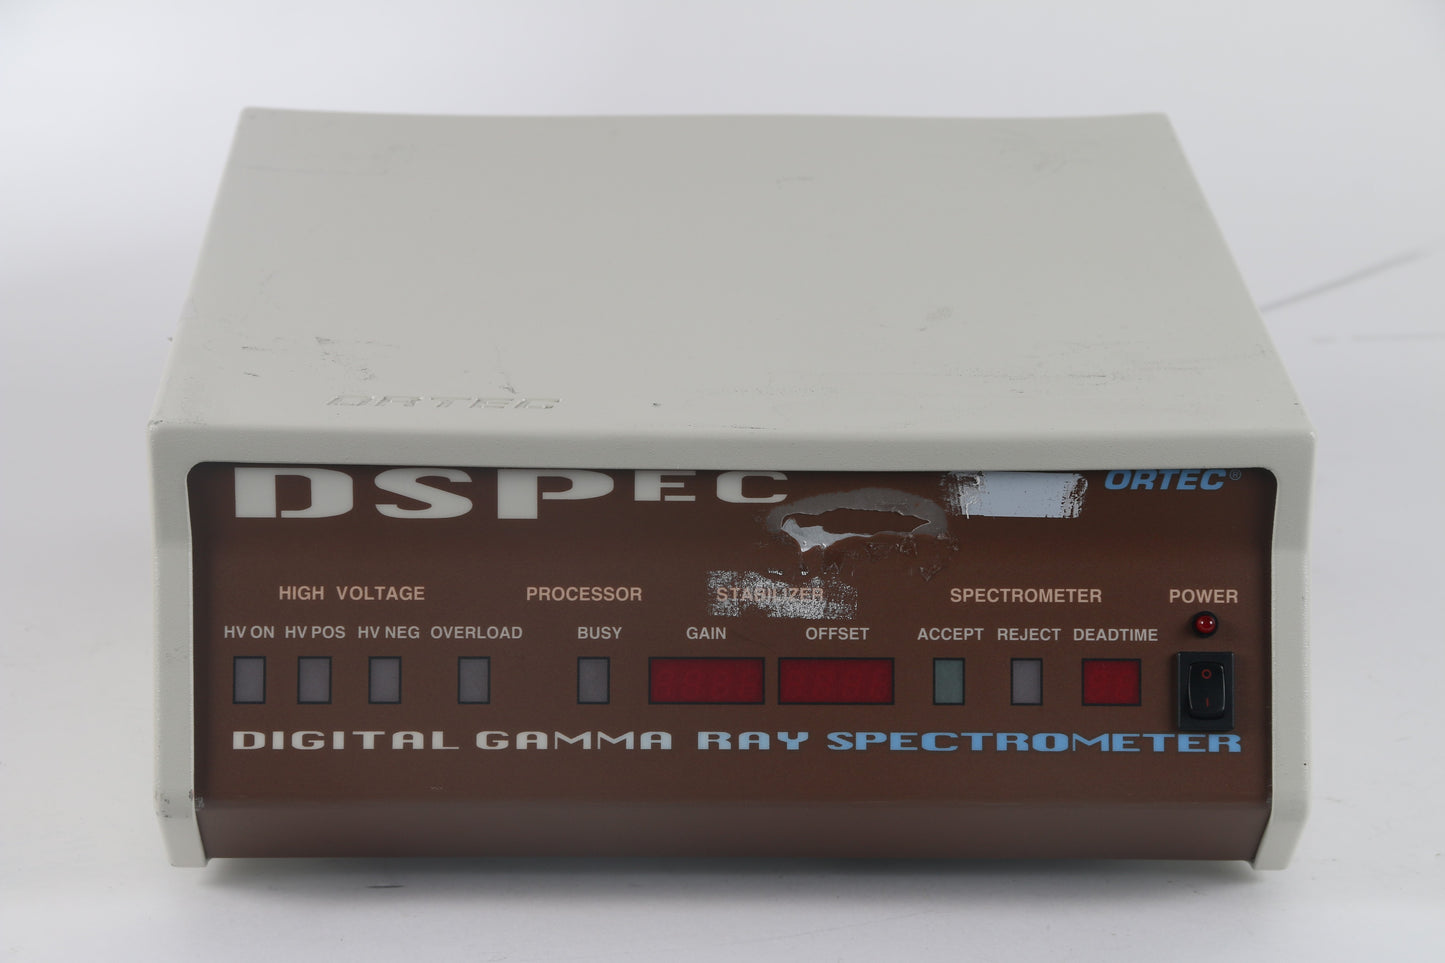 ORTEC
DSPEC
ORTEC®
HIGH VOLTAGE PROCESSOR STABILIZER SPECTROMETER POWER
HV ON HV POS HV NEG OVERLOAD BUSY GAIN OFFSET ACCEPT REJECT DEADTIME
O
I
DIGITAL GAMMA RAY SPECTROMETER